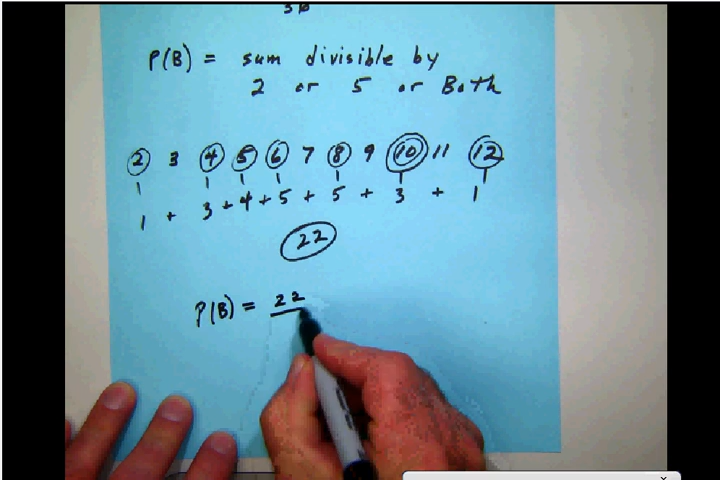 36
P(B) = sum divisible by
2 or 5 or Both
2 3 4 5 6 7 8 9 10 11 12
1 + 3 + 4 + 5 + 5 + 3 + 1
22
P(B) = 22